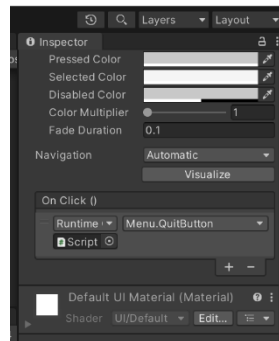 Layers Layout
Inspector
Pressed Color
Selected Color
Disabled Color
Color Multiplier 1
Fade Duration 0.1
Navigation Automatic
Visualize
On Click ()
Runtime Menu.QuitButton
Script
+ -
Default UI Material (Material)
Shader UI/Default Edit...